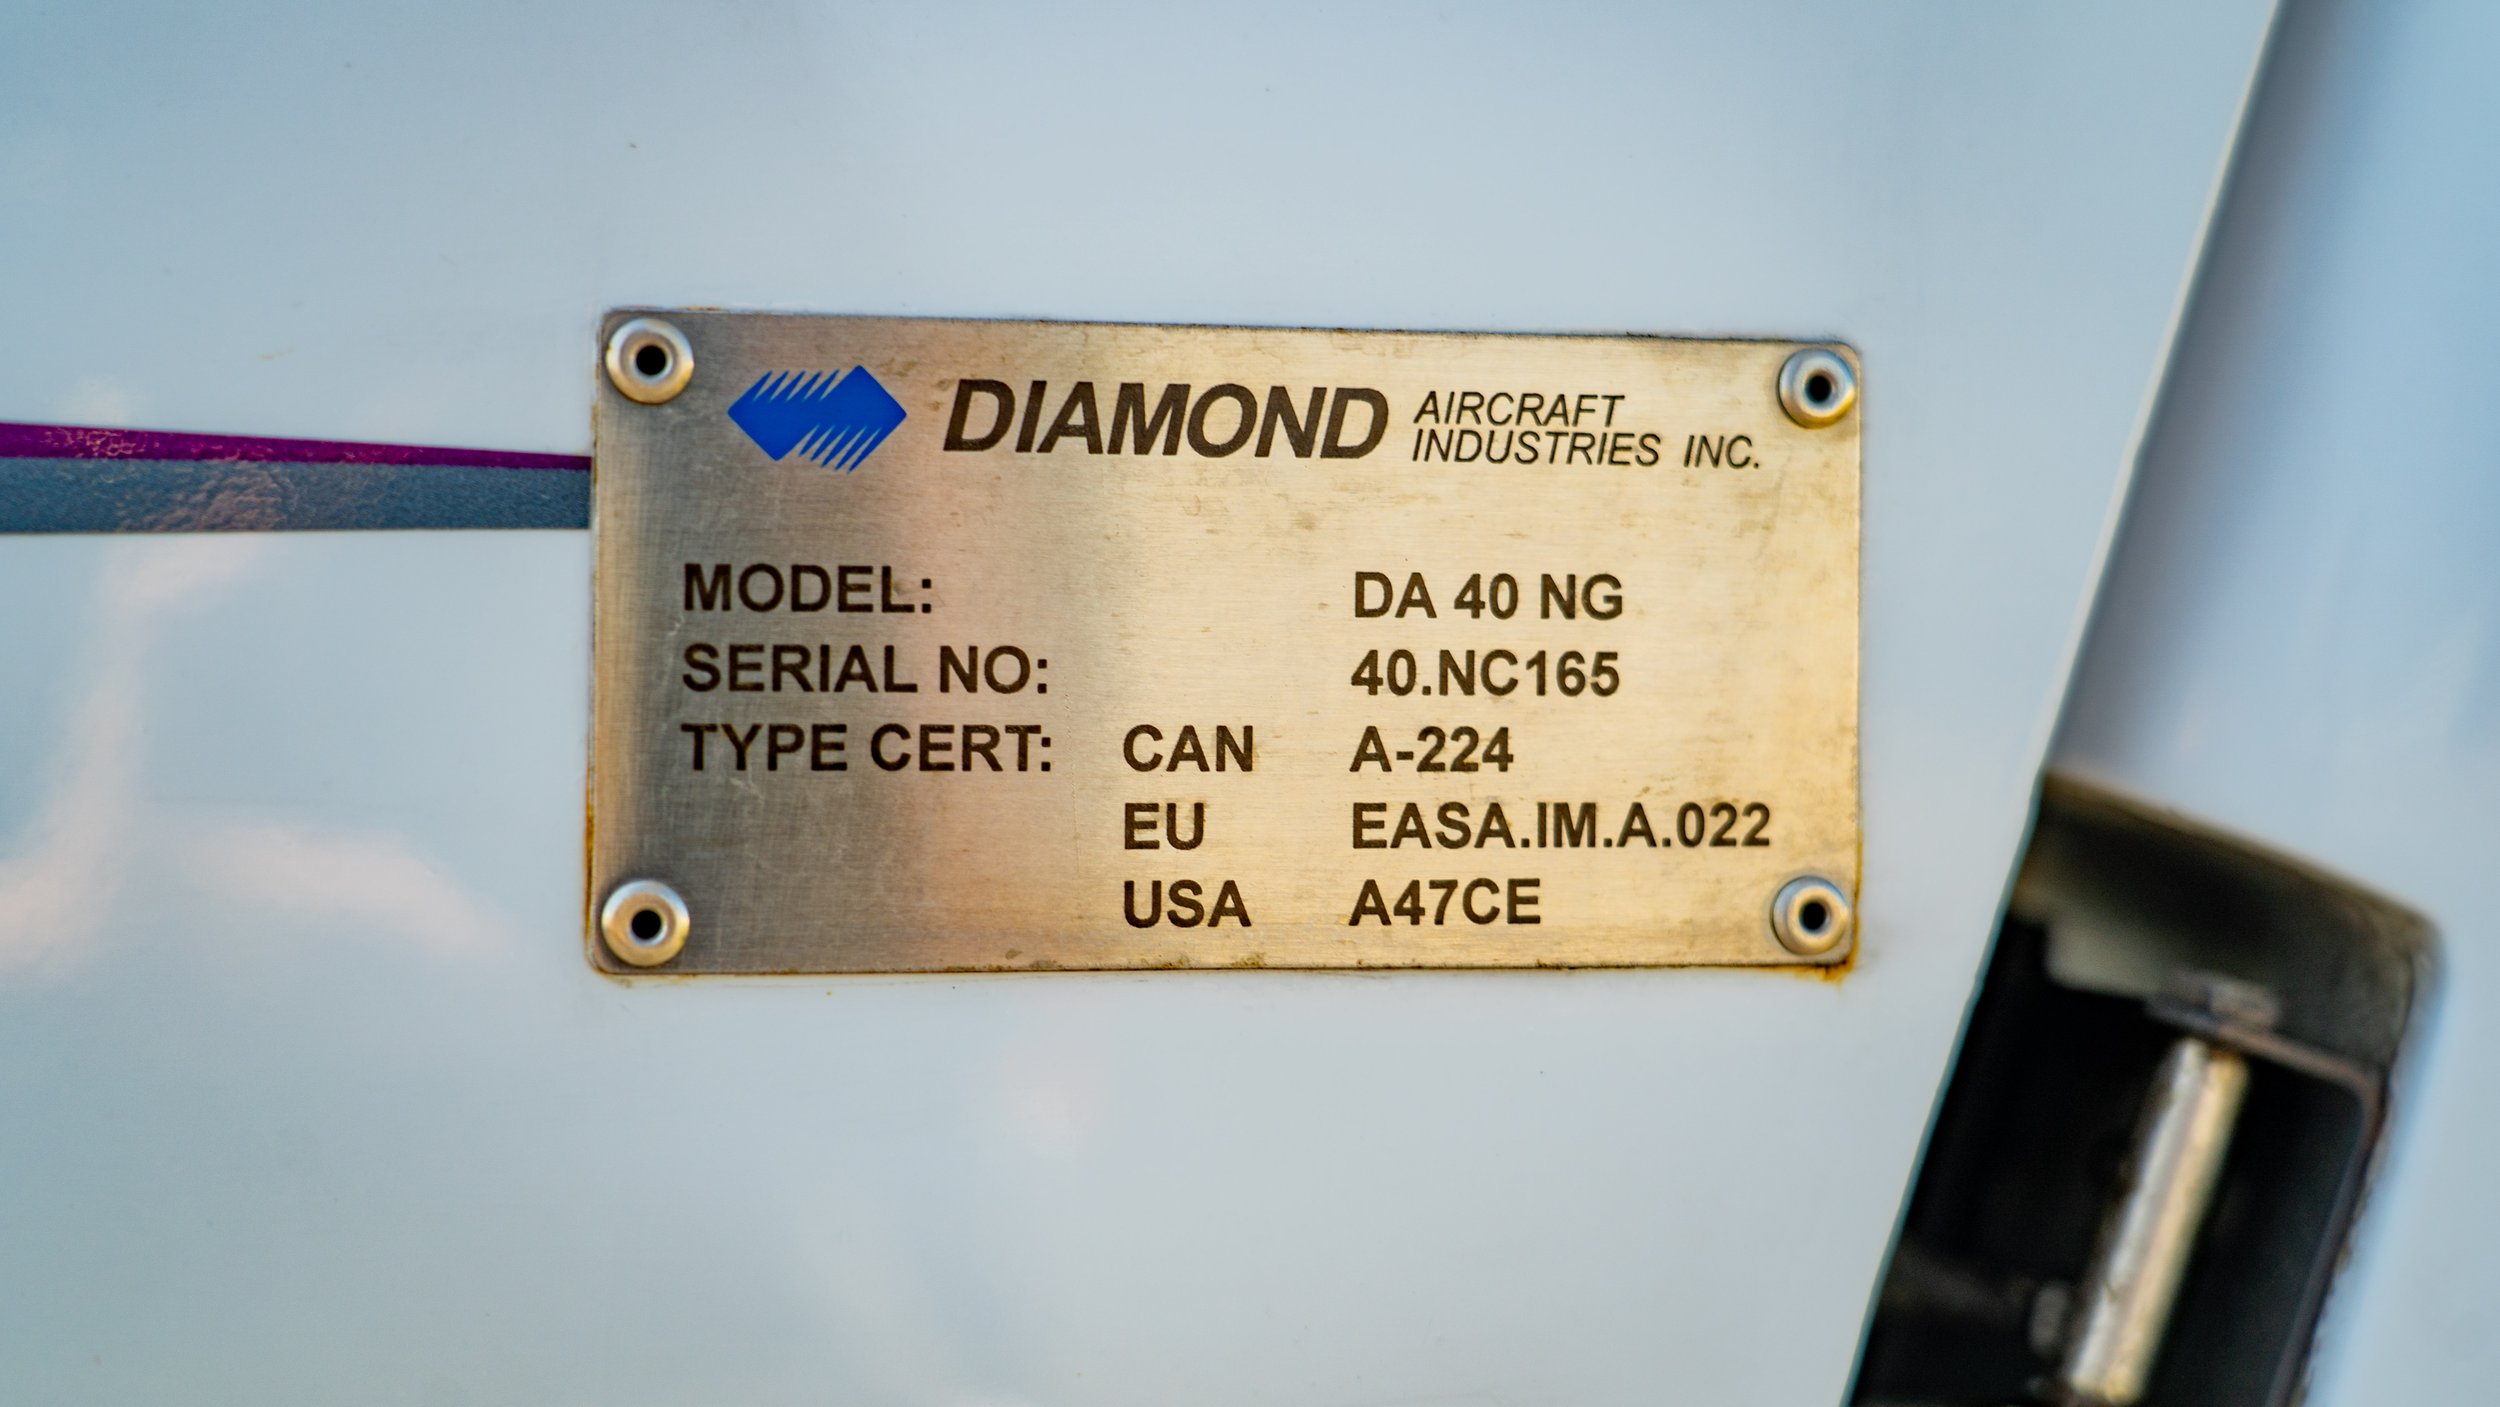 DIAMOND AIRCRAFT INDUSTRIES INC.
MODEL: DA 40 NG
SERIAL NO: 40.NC165
TYPE CERT: CAN A-224
EU EASA.IM.A.022
USA A47CE